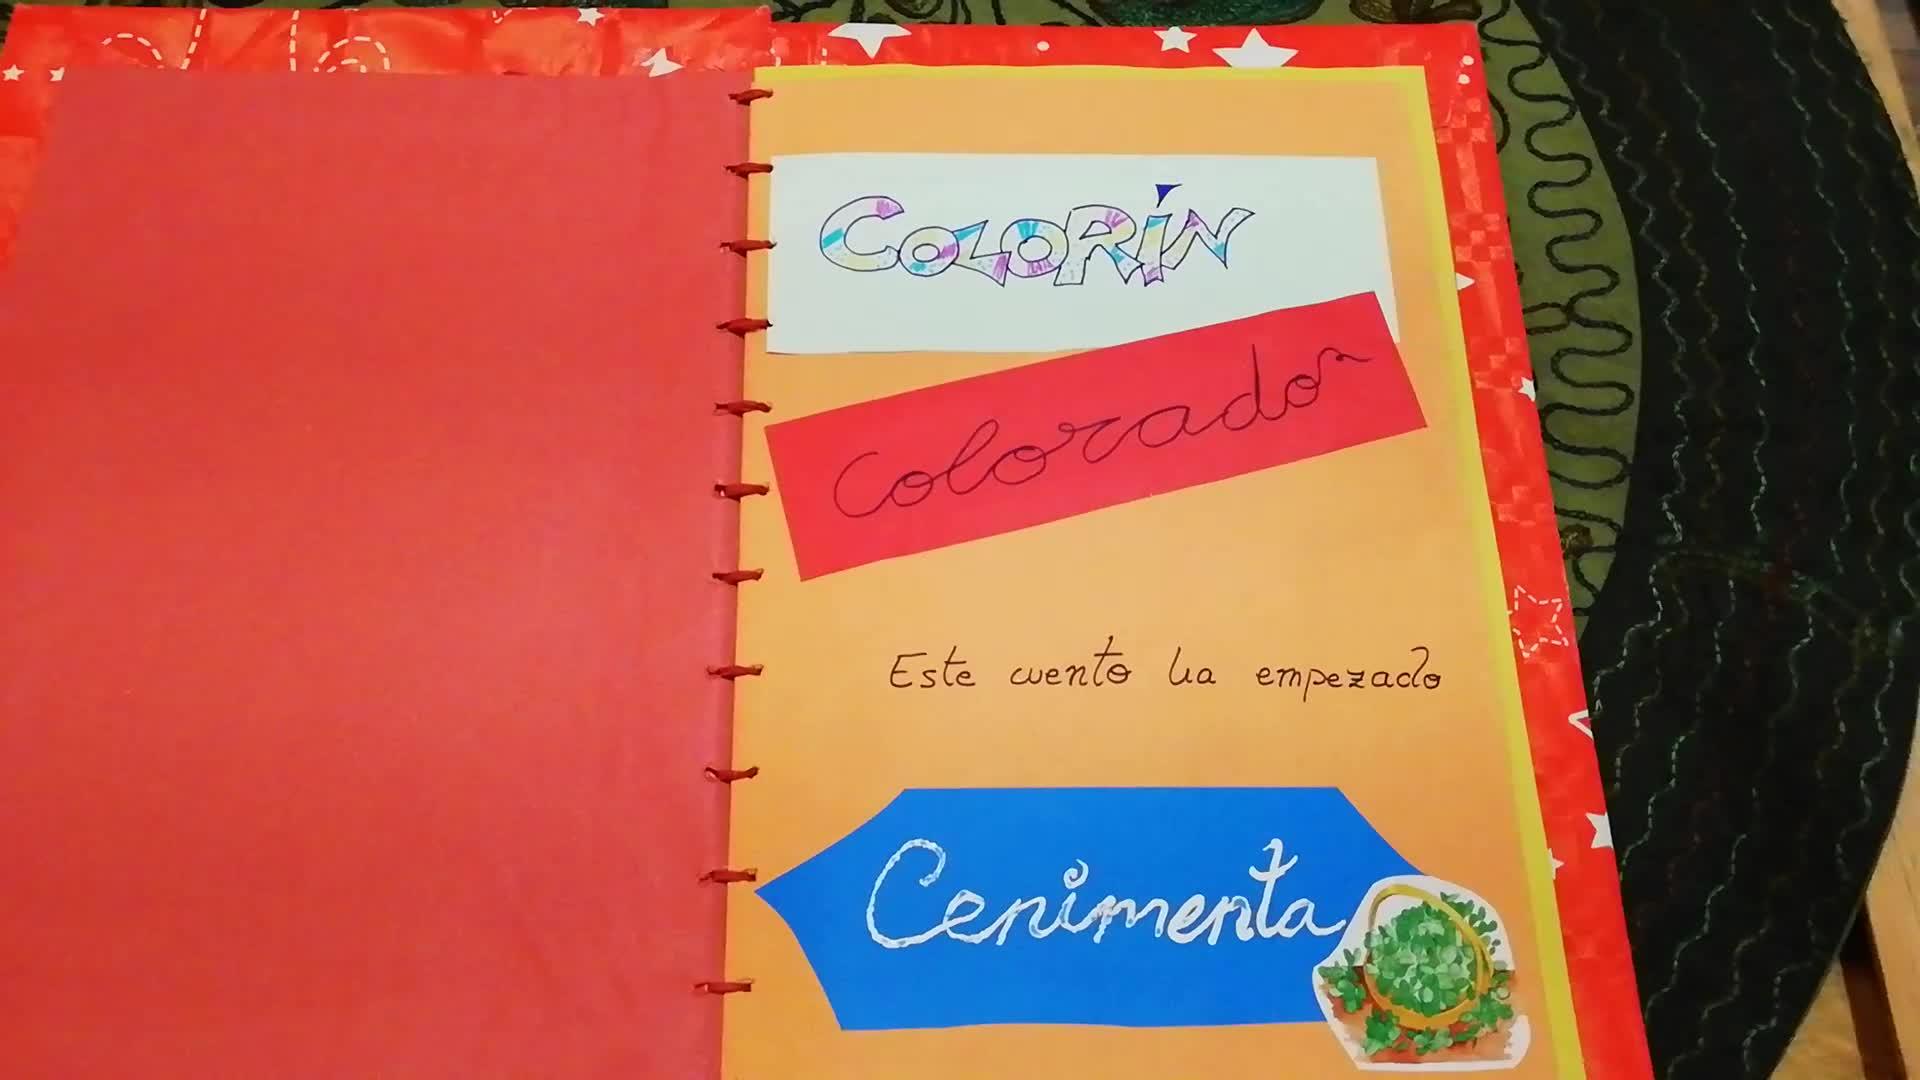 COLORÍN
Colorado
Este cuento ha empezado
Cenimenta